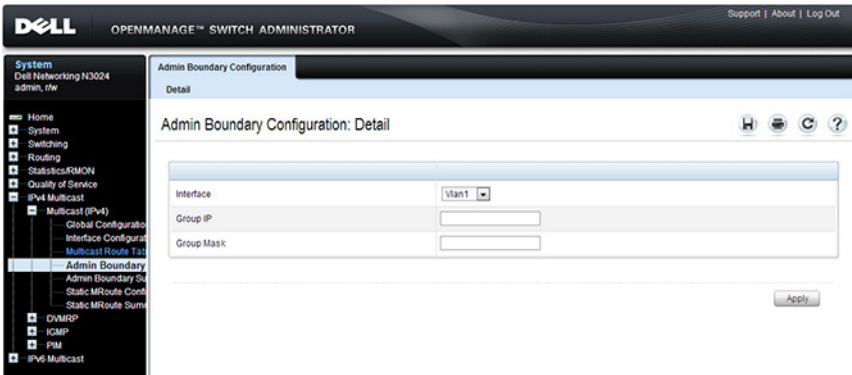 Support | About | Log Out
DELL
OPENMANAGE™ SWITCH ADMINISTRATOR
System
Dell Networking N3024
admin, r/w
Home
System
Switching
Routing
Statistics/RMON
Quality of Service
IPv4 Multicast
Multicast (IPv4)
Global Configuratio
Interface Configurat
Multicast Route Tab
Admin Boundary
Admin Boundary Su
Static MRoute Confi
Static MRoute Summ
DVMRP
IGMP
PIM
IPv6 Multicast
Admin Boundary Configuration
Detail
Admin Boundary Configuration: Detail
?
Interface
Vlan1
Group IP
Group Mask
Apply